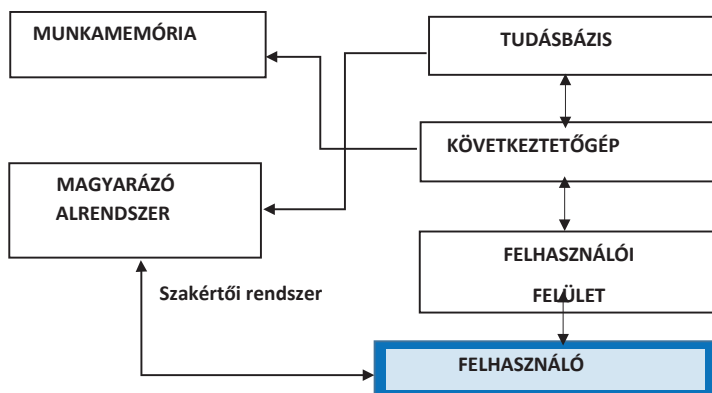 MUNKAMEMÓRIA
TUDÁSBÁZIS
KÖVETKEZTETŐGÉP
MAGYARÁZÓ
ALRENDSZER
FELHASZNÁLÓI
FELÜLET
Szakértői rendszer
FELHASZNÁLÓ